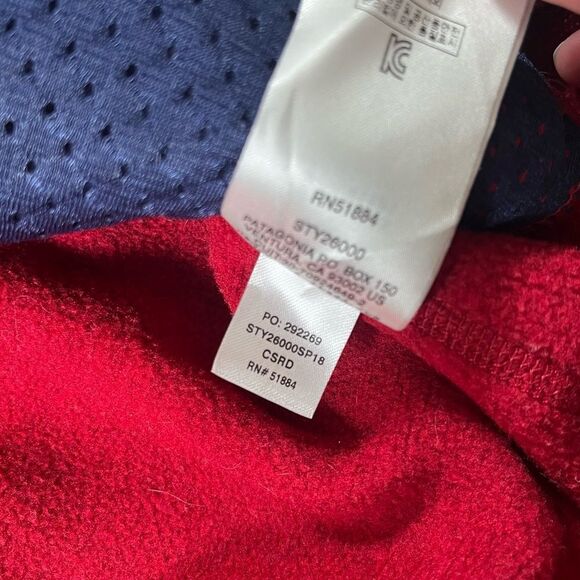 RN51884
STY26000
PATAGONIA PO. BOX 150
VENTURA, CA 93002 US
PO: 292269
STY26000SP18
CSRD
RN# 51884